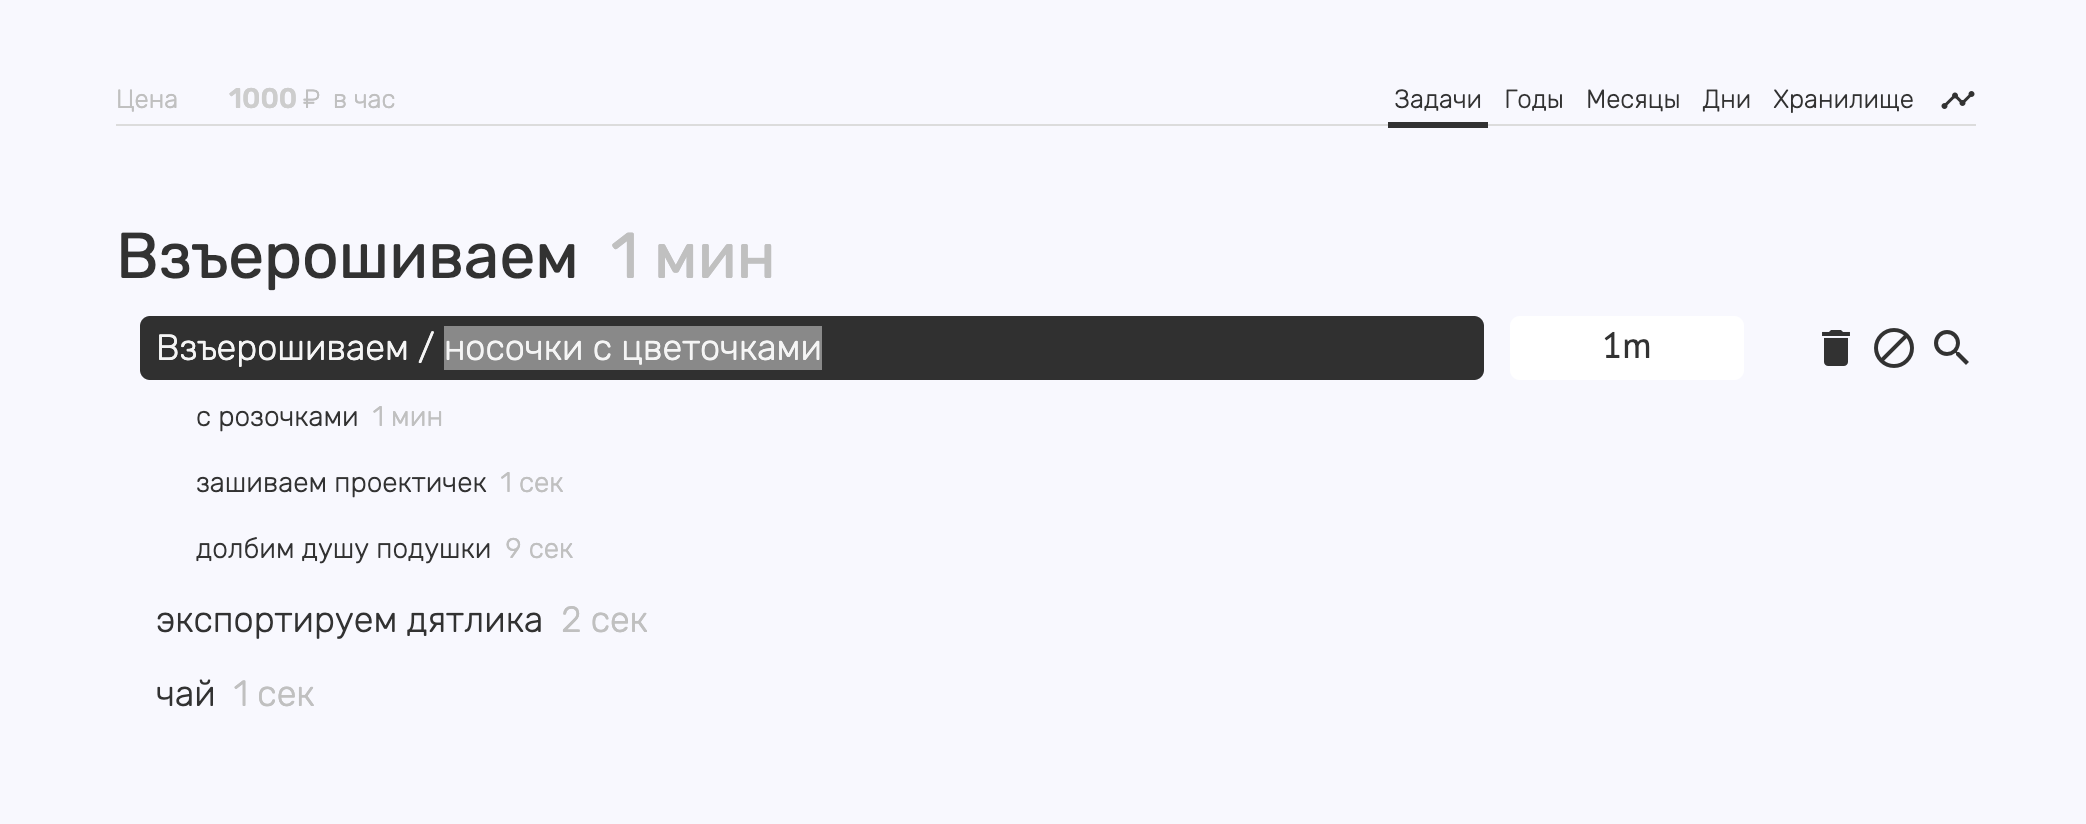 Цена 1000 ₽ в час Задачи Годы Месяцы Дни Хранилище
Взъерошиваем 1 мин
Взъерошиваем / носочки с цветочками 1m
с розочками 1 мин
зашиваем проектичек 1 сек
долбим душу подушки 9 сек
экспортируем дятлика 2 сек
чай 1 сек